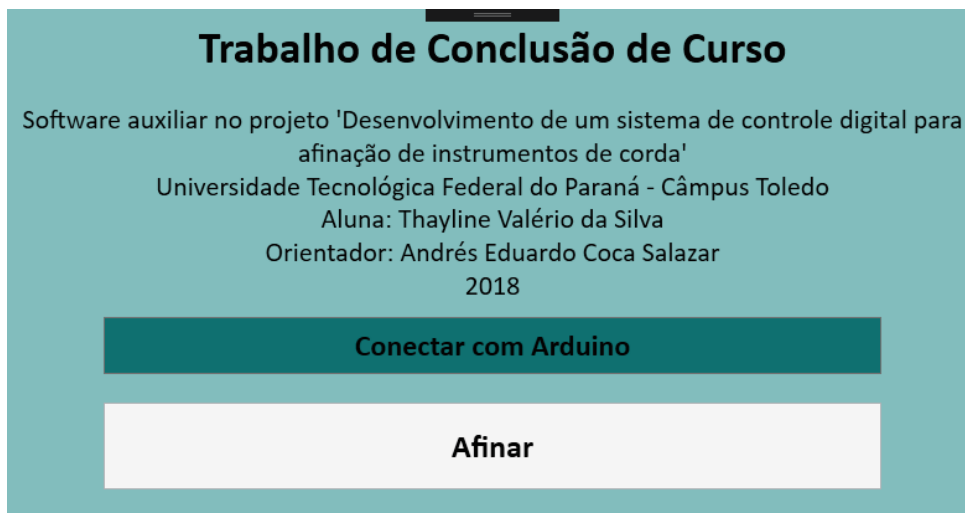 Trabalho de Conclusão de Curso
Software auxiliar no projeto 'Desenvolvimento de um sistema de controle digital para
afinação de instrumentos de corda'
Universidade Tecnológica Federal do Paraná - Câmpus Toledo
Aluna: Thayline Valério da Silva
Orientador: Andrés Eduardo Coca Salazar
2018
Conectar com Arduino
Afinar